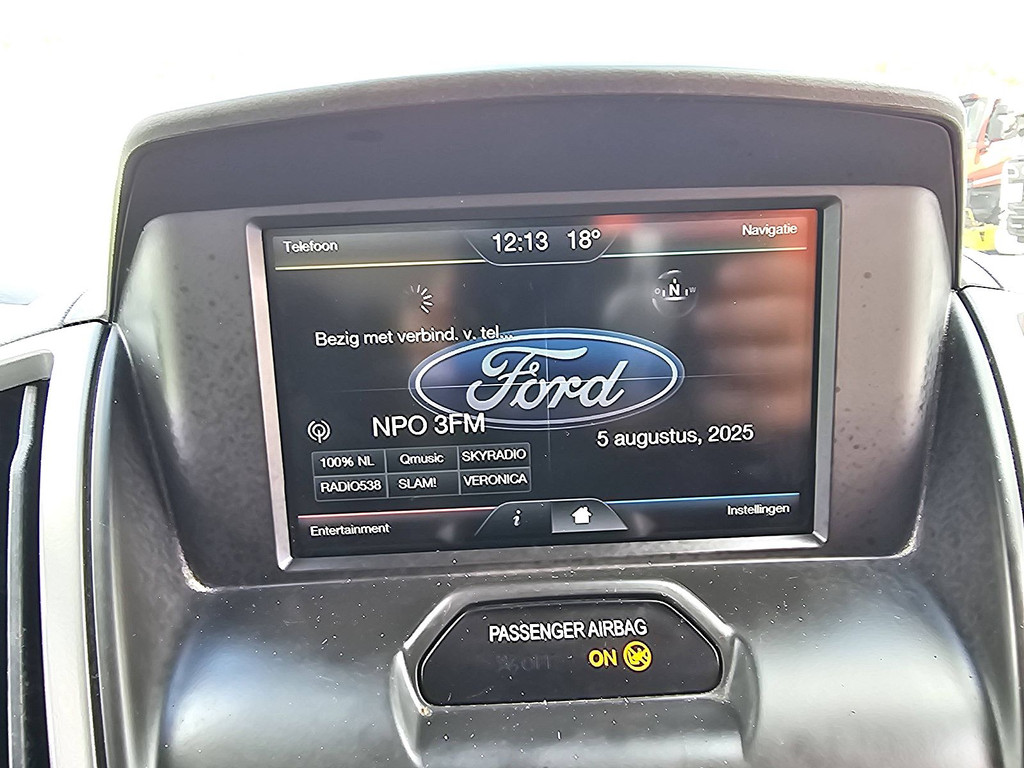 Telefoon 12:13 18° Navigatie
O N W
Bezig met verbind. v. tel...
Ford
NPO 3FM
5 augustus, 2025
100% NL Qmusic SKYRADIO
RADIO538 SLAM! VERONICA
Entertainment i Instellingen
PASSENGER AIRBAG
OFF ON